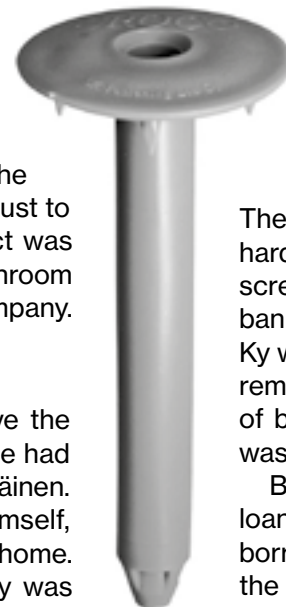 he
ust to
ct was
hroom
mpany.
ve the
e had
äinen.
mself,
home.
y was
The
hard
scre
ban
Ky w
rem
of b
was
B
loan
borr
the